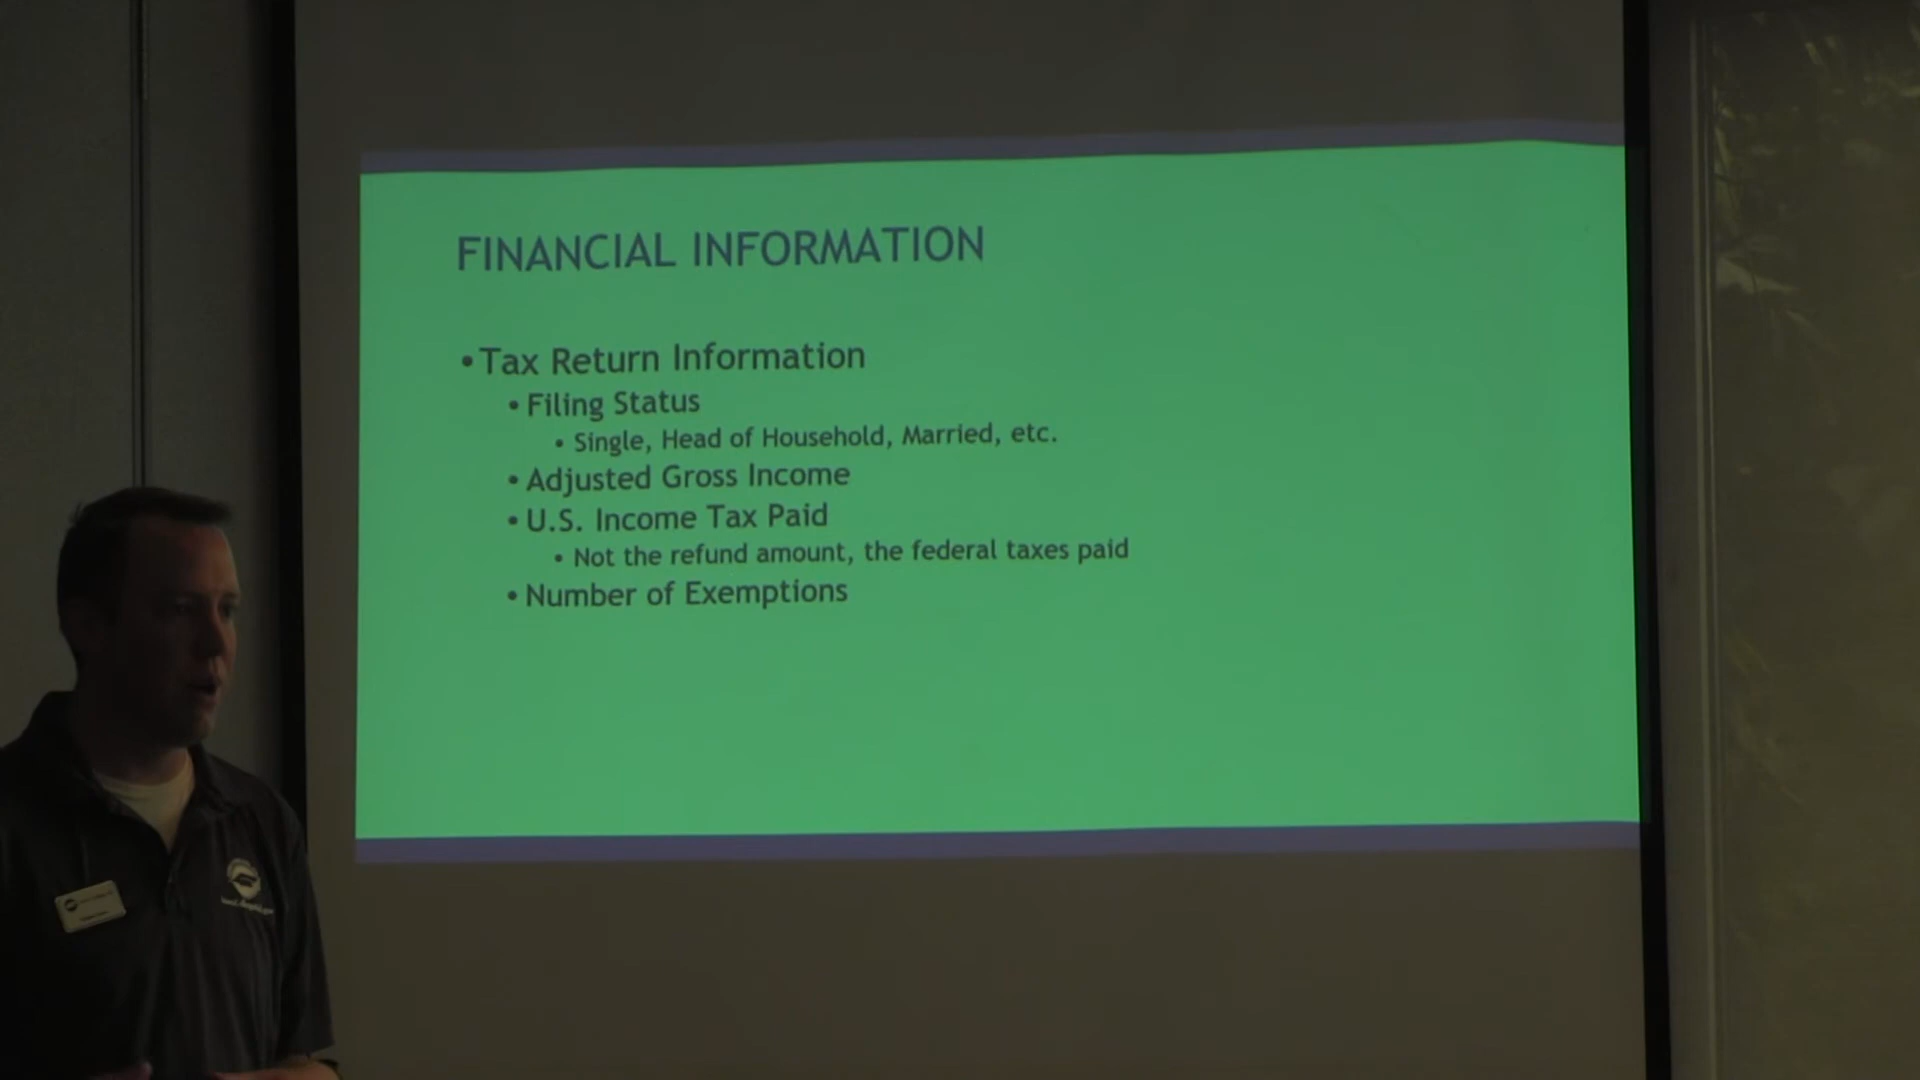 FINANCIAL INFORMATION
•Tax Return Information
• Filing Status
• Single, Head of Household, Married, etc.
• Adjusted Gross Income
• U.S. Income Tax Paid
• Not the refund amount, the federal taxes paid
• Number of Exemptions